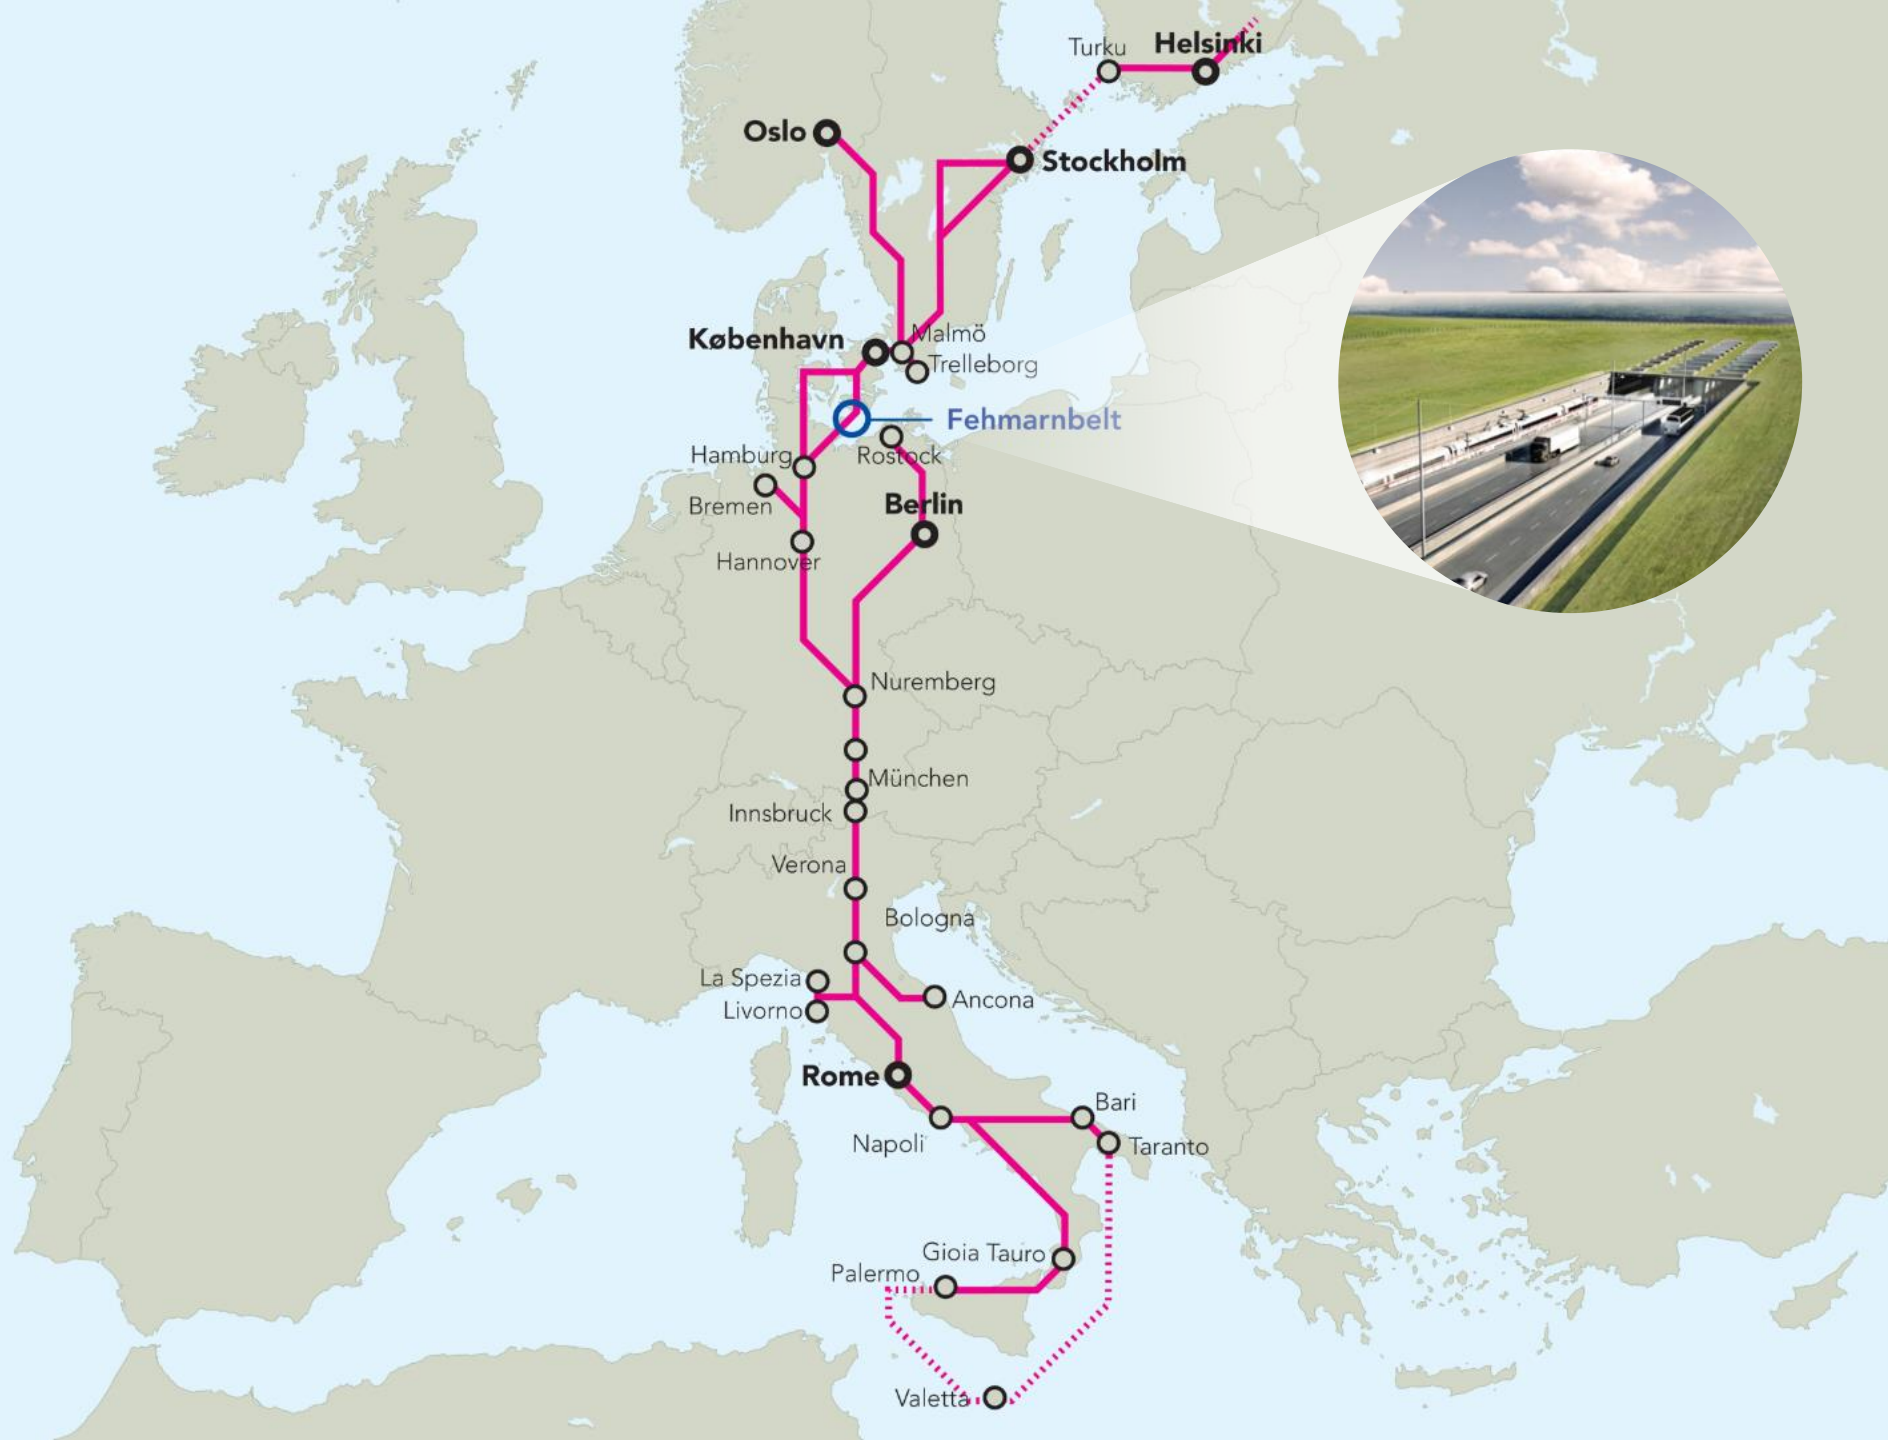 Turku
Helsinki
Oslo
Stockholm
København
Malmö
Trelleborg
Fehmarnbelt
Hamburg
Rostock
Bremen
Berlin
Hannover
Nuremberg
München
Innsbruck
Verona
Bologna
La Spezia
Ancona
Livorno
Rome
Bari
Napoli
Taranto
Gioia Tauro
Palermo
Valetta